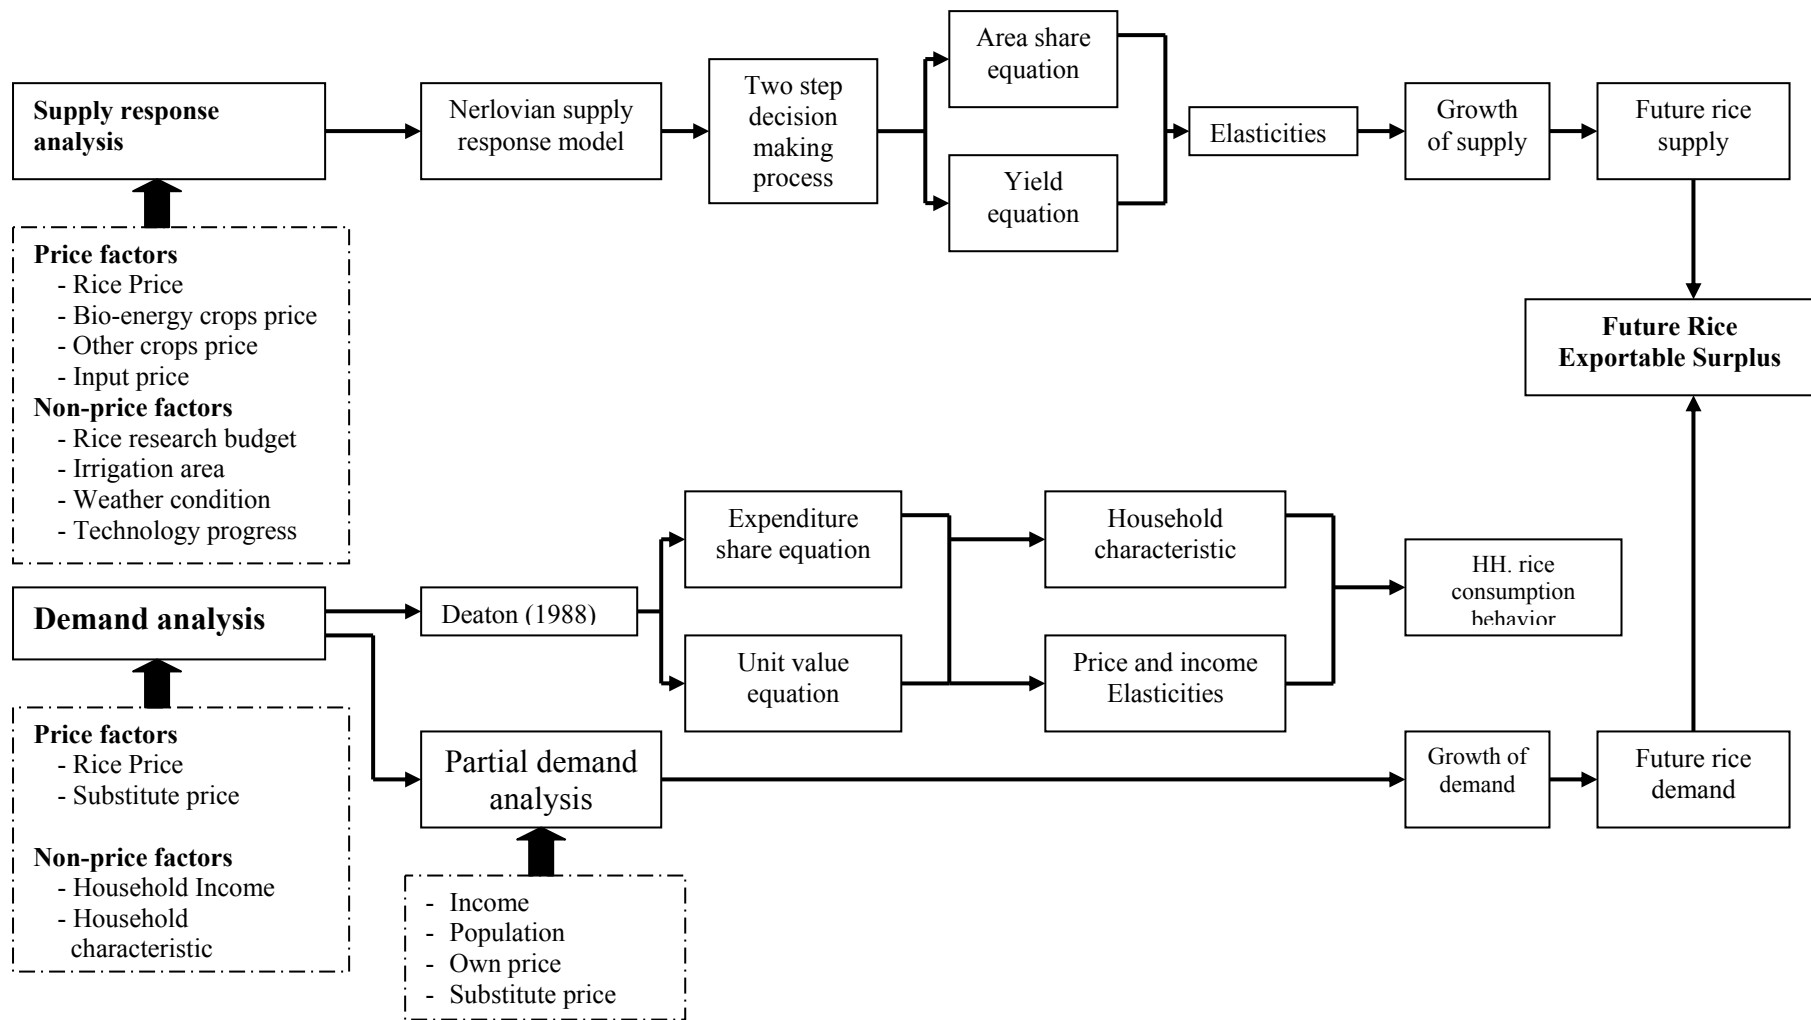 Supply response
analysis
Nerlovian supply
response model
Two step
decision
making
process
Area share
equation
Yield
equation
Elasticities
Growth
of supply
Future rice
supply
Price factors
- Rice Price
- Bio-energy crops price
- Other crops price
- Input price
Non-price factors
- Rice research budget
- Irrigation area
- Weather condition
- Technology progress
Future Rice
Exportable Surplus
Demand analysis
Deaton (1988)
Expenditure
share equation
Unit value
equation
Household
characteristic
Price and income
Elasticities
HH. rice
consumption
behavior
Price factors
- Rice Price
- Substitute price
Non-price factors
- Household Income
- Household
characteristic
Partial demand
analysis
Growth of
demand
Future rice
demand
- Income
- Population
- Own price
- Substitute price